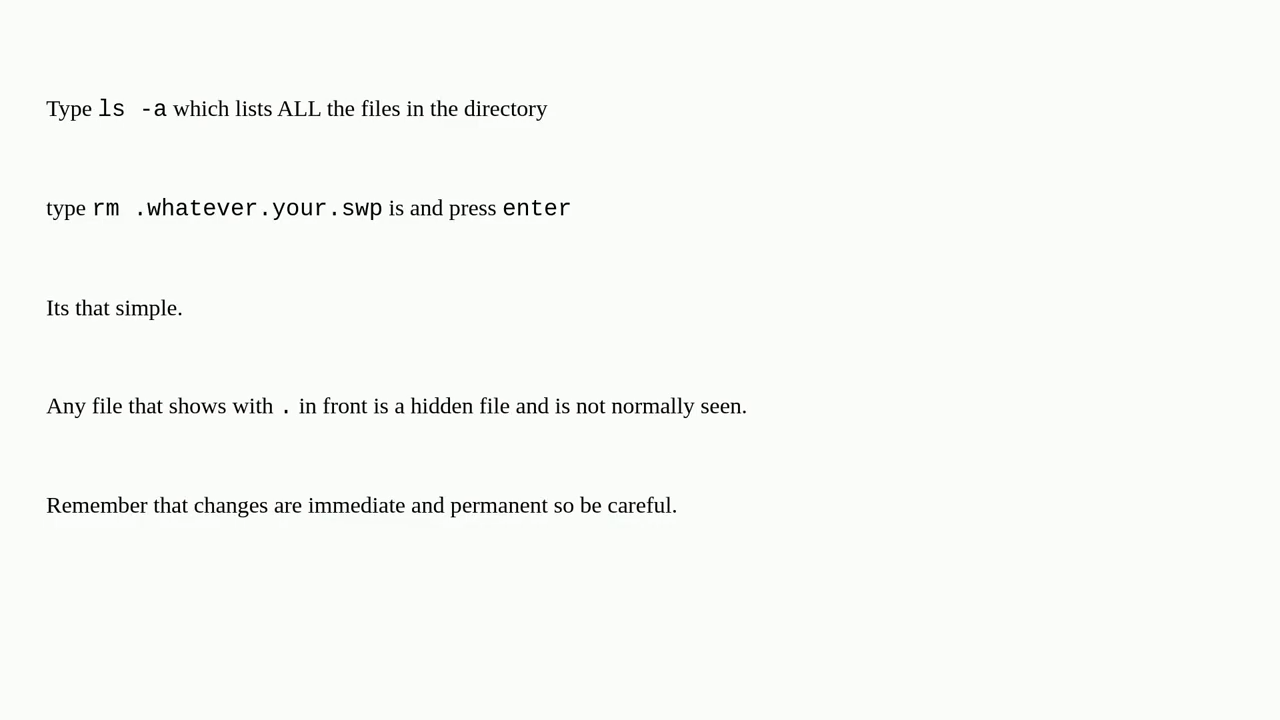 Type ls -a which lists ALL the files in the directory
type rm .whatever.your.swp is and press enter
Its that simple.
Any file that shows with . in front is a hidden file and is not normally seen.
Remember that changes are immediate and permanent so be careful.